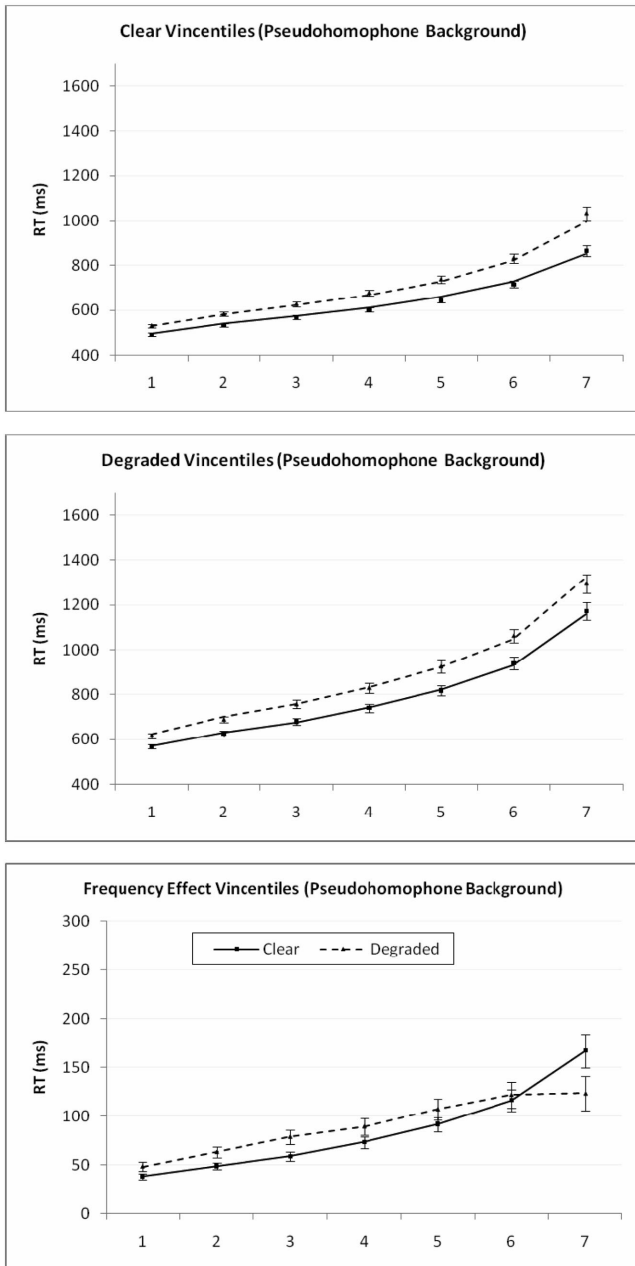 Clear Vincentiles (Pseudohomophone Background)
1600
1400
1200
1000
800
600
400
RT (ms)
1 2 3 4 5 6 7
Degraded Vincentiles (Pseudohomophone Background)
1600
1400
1200
1000
800
600
400
RT (ms)
1 2 3 4 5 6 7
Frequency Effect Vincentiles (Pseudohomophone Background)
300
250
200
150
100
50
0
RT (ms)
Clear Degraded
1 2 3 4 5 6 7